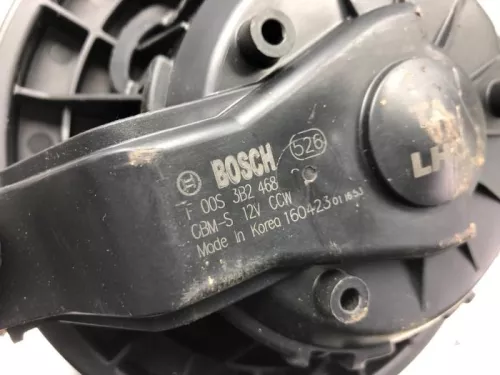 BOSCH 526
F 00S 3B2 468
CBM-S 12V CCW
Made in Korea 160423
LH